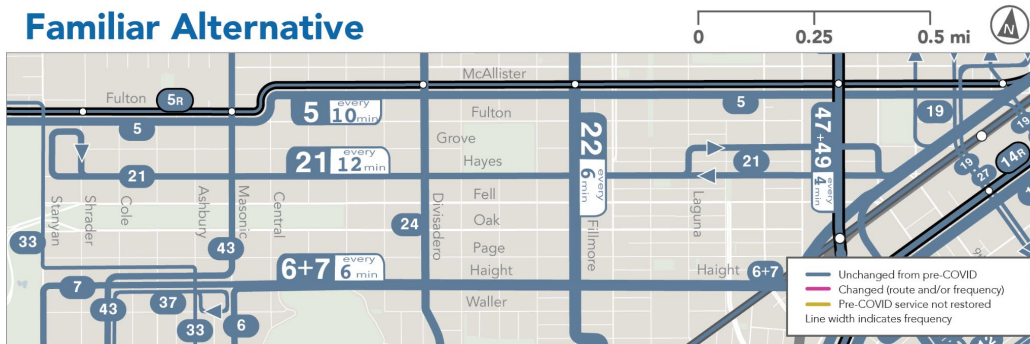 Familiar Alternative
0 0.25 0.5 mi
N
McAllister
Fulton
5R
5
every
10 min
Fulton
5
5
19
Grove
47+49
every
4 min
22
every
6 min
21
every
12 min
Hayes
21
21
19
19·27
14R
Fell
Stanyan
Shrader
Cole
Ashbury
Masonic
Central
Divisadero
Fillmore
Laguna
Oak
24
33
43
Page
6+7
every
6 min
Haight
Haight
6+7
7
37
43
33
6
Waller
Unchanged from pre-COVID
Changed (route and/or frequency)
Pre-COVID service not restored
Line width indicates frequency
12